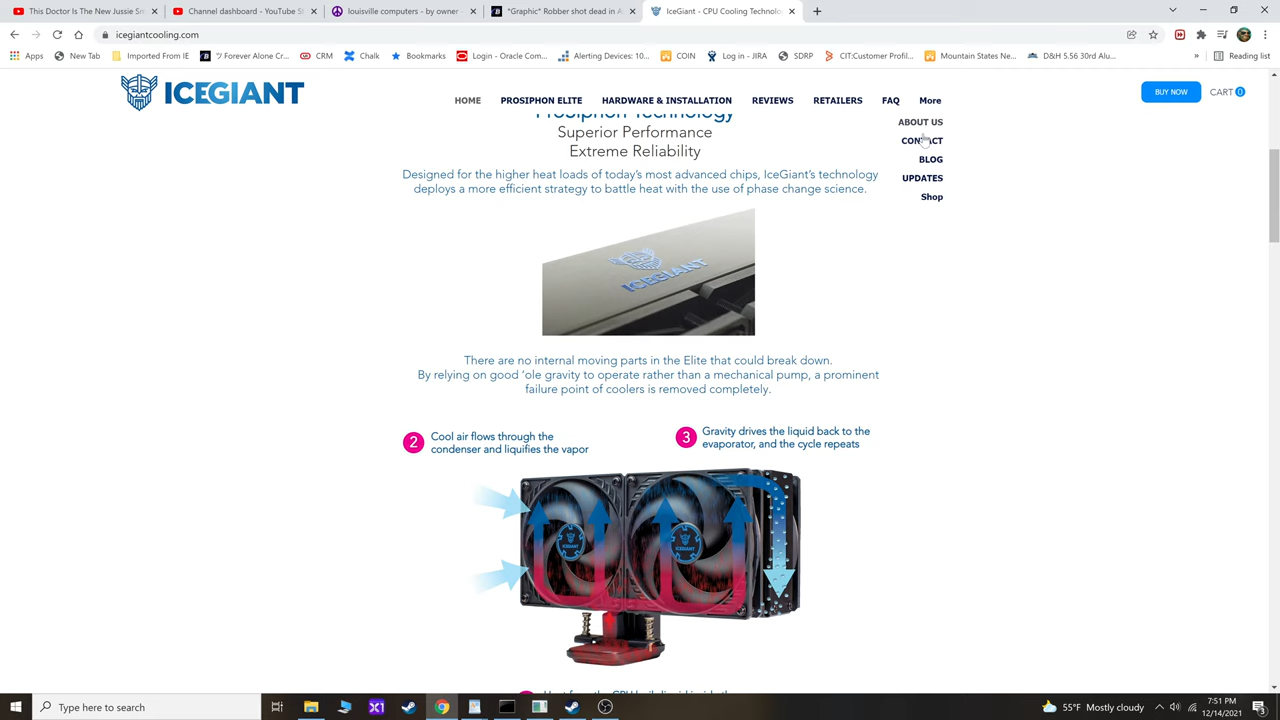 This Doctor Is The New Jussie Sm
Channel dashboard - YouTube St
louisville computers - by owner -
*Graphic* Robber shot dead in A
IceGiant - CPU Cooling Technolo
icegiantcooling.com
Apps
New Tab
Imported From IE
ツ Forever Alone Cr...
CRM
Chalk
Bookmarks
Login - Oracle Com...
Alerting Devices: 10...
COIN
Log in - JIRA
SDRP
CIT:Customer Profil...
Mountain States Ne...
D&H 5.56 30rd Alu...
»
Reading list
ICEGIANT
HOME
PROSIPHON ELITE
HARDWARE & INSTALLATION
REVIEWS
RETAILERS
FAQ
More
BUY NOW
CART 0
ABOUT US
CONTACT
BLOG
UPDATES
Shop
ProSiphon Technology
Superior Performance
Extreme Reliability
Designed for the higher heat loads of today's most advanced chips, IceGiant's technology
deploys a more efficient strategy to battle heat with the use of phase change science.
ICEGIANT
There are no internal moving parts in the Elite that could break down.
By relying on good 'ole gravity to operate rather than a mechanical pump, a prominent
failure point of coolers is removed completely.
2
Cool air flows through the
condenser and liquifies the vapor
3
Gravity drives the liquid back to the
evaporator, and the cycle repeats
ICEGIANT
ICEGIANT
Type here to search
X1
55°F Mostly cloudy
7:51 PM
12/14/2021